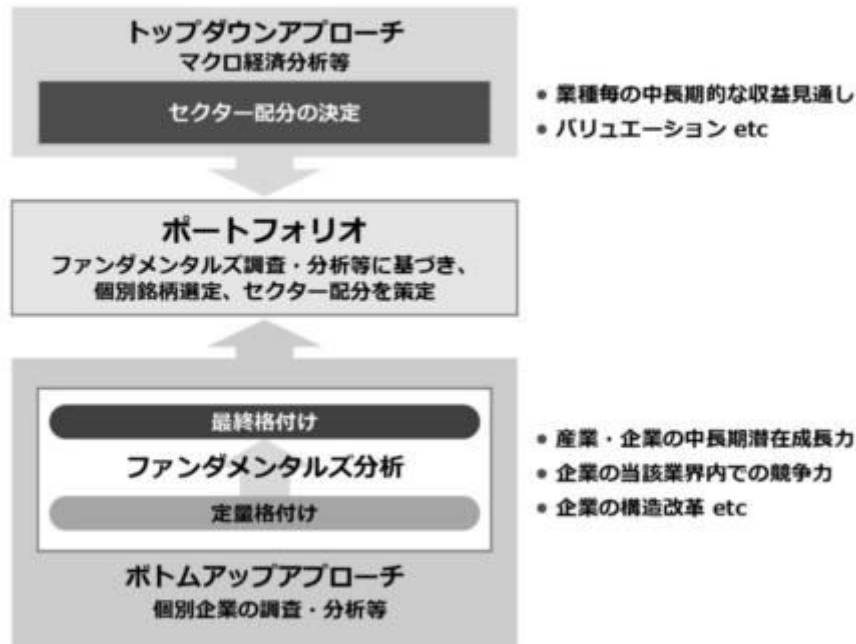 トップダウンアプローチ
マクロ経済分析等
セクター配分の決定
● 業種毎の中長期的な収益見通し
● バリュエーション etc
ポートフォリオ
ファンダメンタルズ調査・分析等に基づき、
個別銘柄選定、セクター配分を策定
最終格付け
ファンダメンタルズ分析
定量格付け
● 産業・企業の中長期潜在成長力
● 企業の当該業界内での競争力
● 企業の構造改革 etc
ボトムアップアプローチ
個別企業の調査・分析等